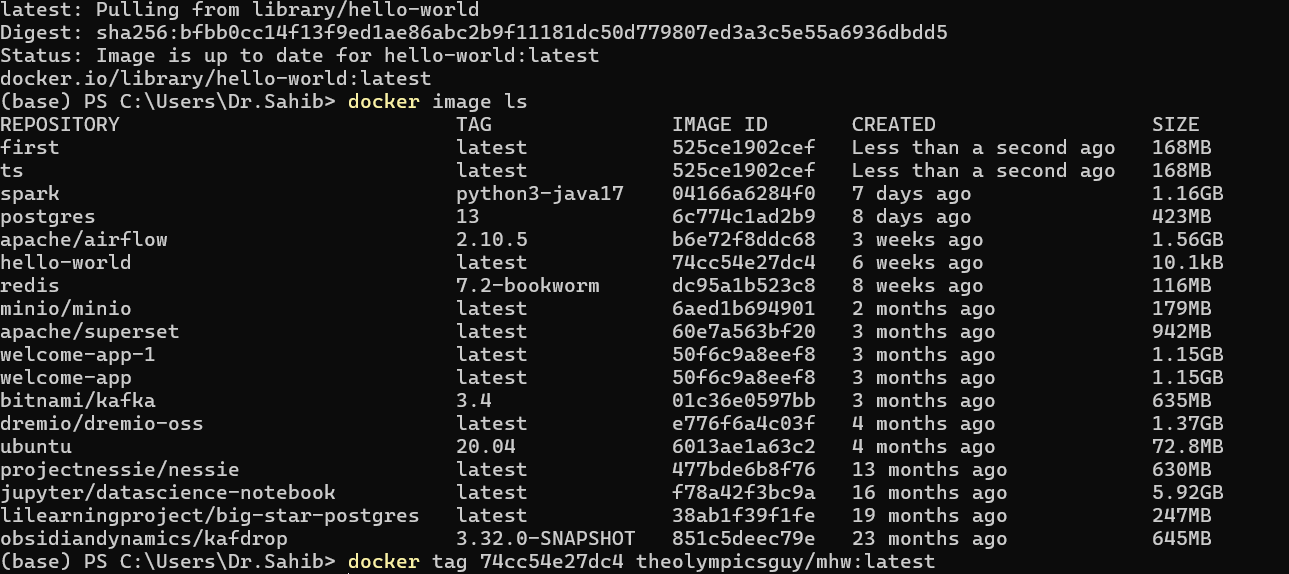 latest: Pulling from library/hello-world
Digest: sha256:bfbb0cc14f13f9ed1ae86abc2b9f11181dc50d779807ed3a3c5e55a6936dbdd5
Status: Image is up to date for hello-world:latest
docker.io/library/hello-world:latest
(base) PS C:\Users\Dr.Sahib> docker image ls
REPOSITORY TAG IMAGE ID CREATED SIZE
first latest 525ce1902cef Less than a second ago 168MB
ts latest 525ce1902cef Less than a second ago 168MB
spark python3-java17 04166a6284f0 7 days ago 1.16GB
postgres 13 6c774c1ad2b9 8 days ago 423MB
apache/airflow 2.10.5 b6e72f8ddc68 3 weeks ago 1.56GB
hello-world latest 74cc54e27dc4 6 weeks ago 10.1kB
redis 7.2-bookworm dc95a1b523c8 8 weeks ago 116MB
minio/minio latest 6aed1b694901 2 months ago 179MB
apache/superset latest 60e7a563bf20 3 months ago 942MB
welcome-app-1 latest 50f6c9a8eef8 3 months ago 1.15GB
welcome-app latest 50f6c9a8eef8 3 months ago 1.15GB
bitnami/kafka 3.4 01c36e0597bb 3 months ago 635MB
dremio/dremio-oss latest e776f6a4c03f 4 months ago 1.37GB
ubuntu 20.04 6013ae1a63c2 4 months ago 72.8MB
projectnessie/nessie latest 477bde6b8f76 13 months ago 630MB
jupyter/datascience-notebook latest f78a42f3bc9a 16 months ago 5.92GB
lilearningproject/big-star-postgres latest 38ab1f39f1fe 19 months ago 247MB
obsidiandynamics/kafdrop 3.32.0-SNAPSHOT 851c5deec79e 23 months ago 645MB
(base) PS C:\Users\Dr.Sahib> docker tag 74cc54e27dc4 theolympicsguy/mhw:latest